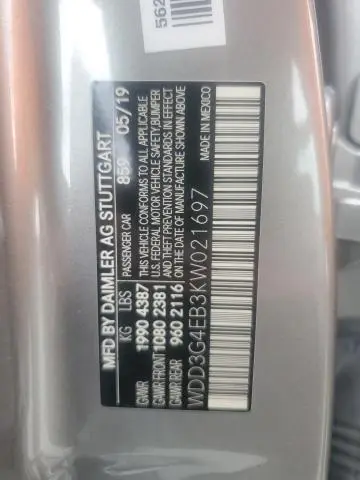 562
MFD BY DAIMLER AG STUTTGART
KG LBS PASSENGER CAR 859 05/19
GVWR 1990 4387 THIS VEHICLE CONFORMS TO ALL APPLICABLE
GAWR FRONT 1080 2381 U.S. FEDERAL MOTOR VEHICLE SAFETY, BUMPER
GAWR REAR 960 2116 AND THEFT PREVENTION STANDARDS IN EFFECT
ON THE DATE OF MANUFACTURE SHOWN ABOVE
WDD3G4EB3KW021697 MADE IN MEXICO